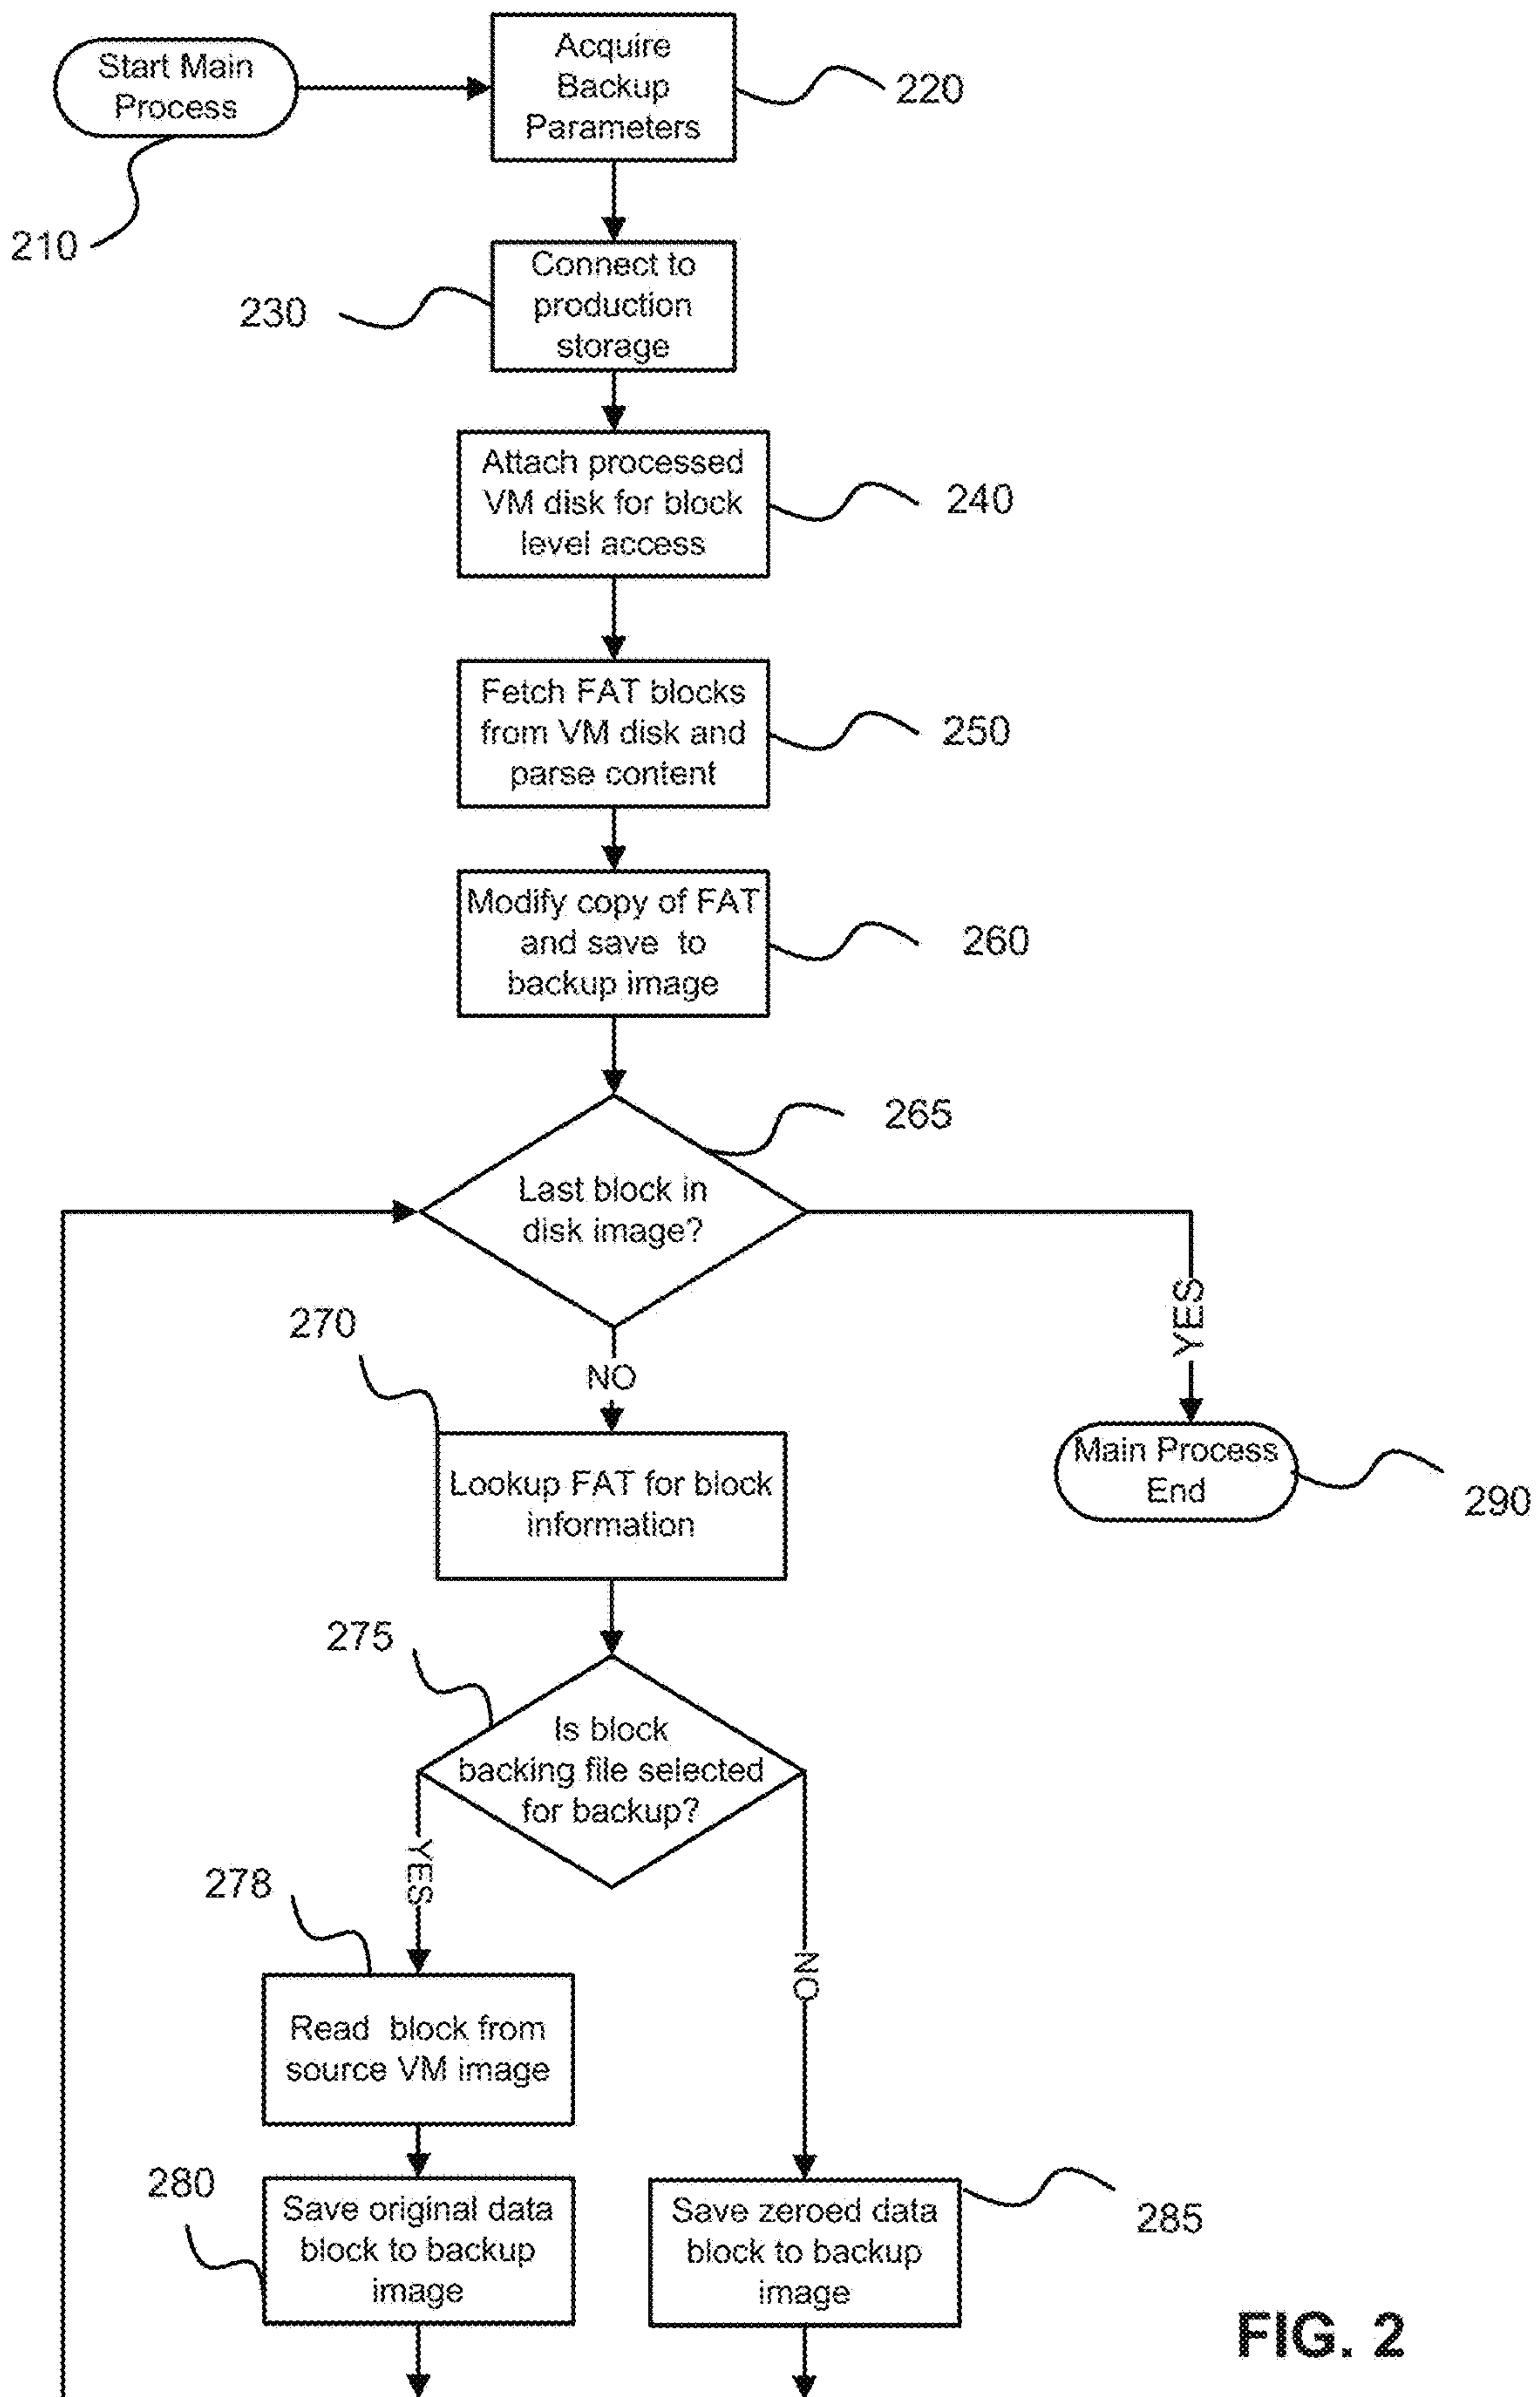 Start Main
Process
210
Acquire
Backup
Parameters
220
Connect to
production
storage
230
Attach processed
VM disk for block
level access
240
Fetch FAT blocks
from VM disk and
parse content
250
Modify copy of FAT
and save to
backup image
260
265
Last block in
disk image?
YES
NO
270
Lookup FAT for block
information
Main Process
End
290
275
Is block
backing file selected
for backup?
YES
NO
278
Read block from
source VM image
280
Save original data
block to backup
image
Save zeroed data
block to backup
image
285
FIG. 2